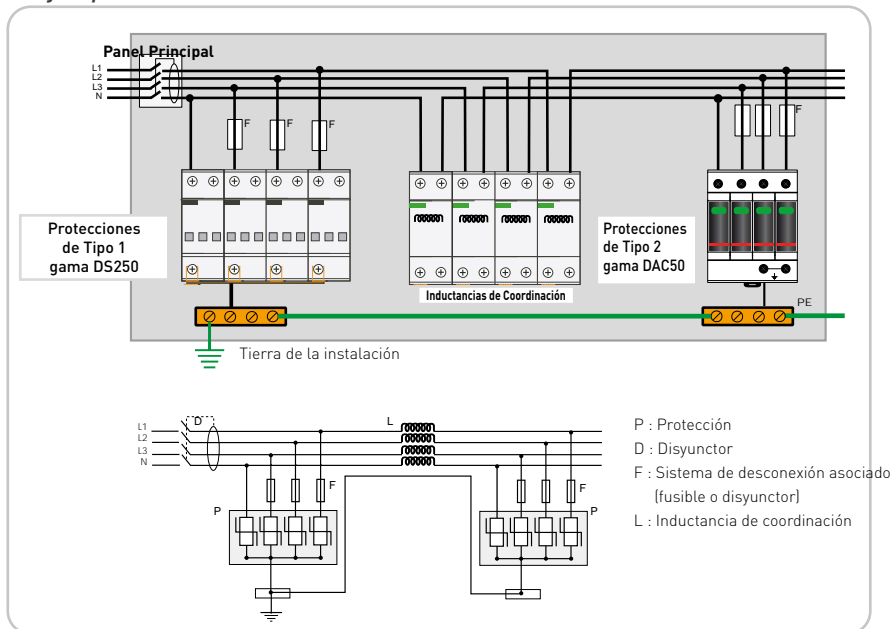 Panel Principal
L1
L2
L3
N
F
F
F
F
Protecciones
de Tipo 1
gama DS250
Protecciones
de Tipo 2
gama DAC50
Inductancias de Coordinación
PE
Tierra de la instalación
L1
L2
L3
N
D
L
F
F
P
P
P : Protección
D : Disyunctor
F : Sistema de desconexión asociado
(fusible o disyunctor)
L : Inductancia de coordinación